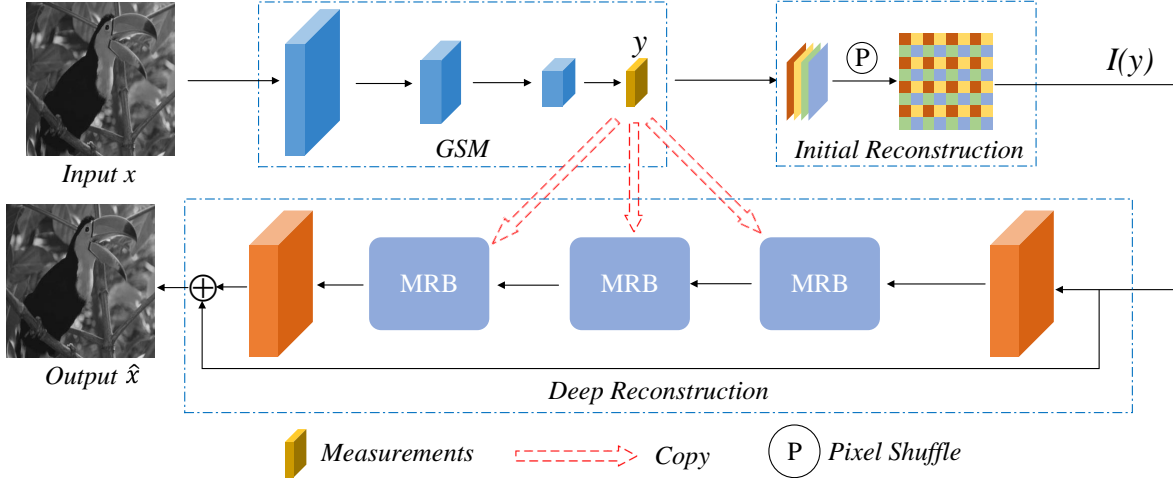 y
P
I(y)
GSM
Initial Reconstruction
Input x
MRB
MRB
MRB
Output x̂
Deep Reconstruction
Measurements
Copy
P
Pixel Shuffle